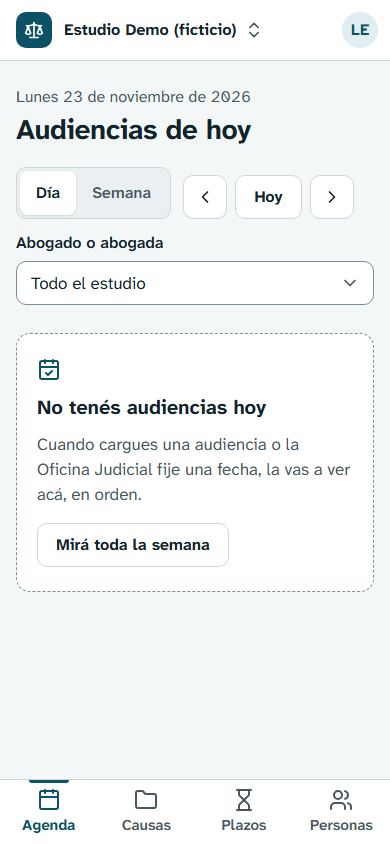 Estudio Demo (ficticio)
LE
Lunes 23 de noviembre de 2026
Audiencias de hoy
Día
Semana
Hoy
Abogado o abogada
Todo el estudio
No tenés audiencias hoy
Cuando cargues una audiencia o la
Oficina Judicial fije una fecha, la vas a ver
acá, en orden.
Mirá toda la semana
Agenda
Causas
Plazos
Personas